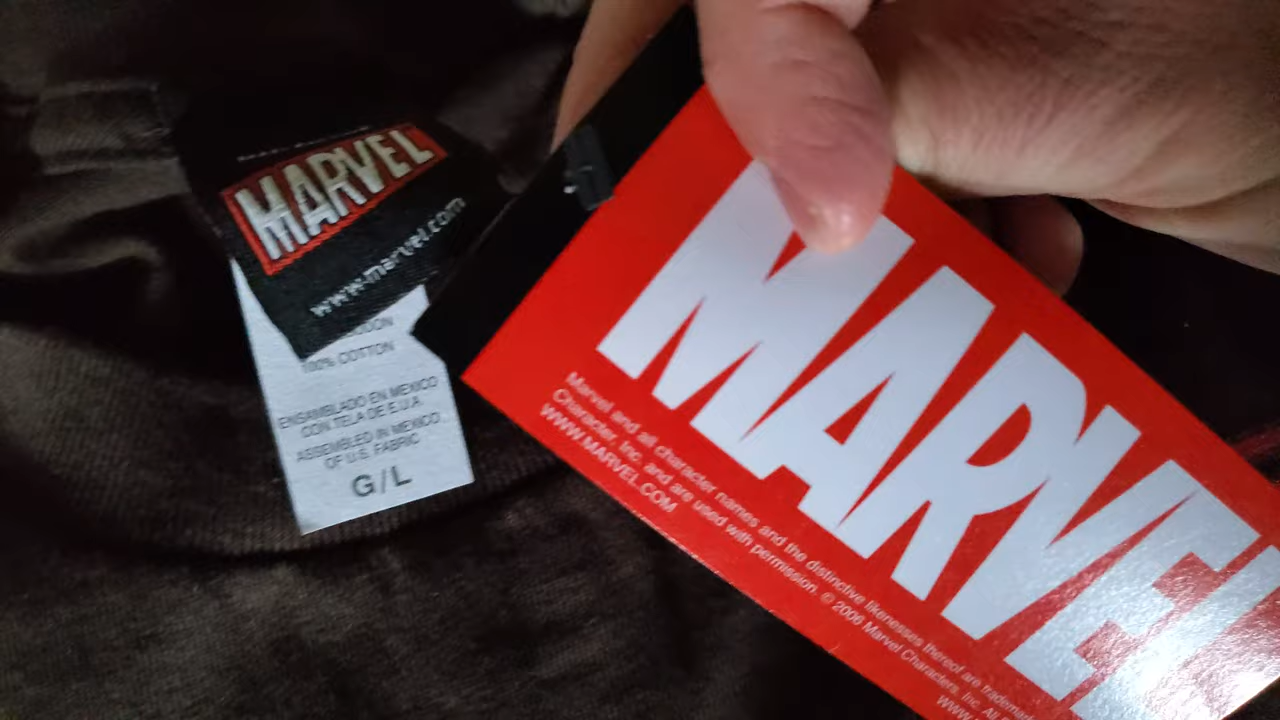 MARVEL
www.marvel.com
100% COTTON
ENSAMBLADO EN MEXICO
CON TELA DE E.U.A
ASSEMBLED IN MEXICO
OF U.S. FABRIC
G/L
MARVEL
Marvel and all character names and the distinctive likenesses thereof are
Character, Inc. and are used with permission. © 2006 Marvel Characters, Inc. All
WWW.MARVEL.COM